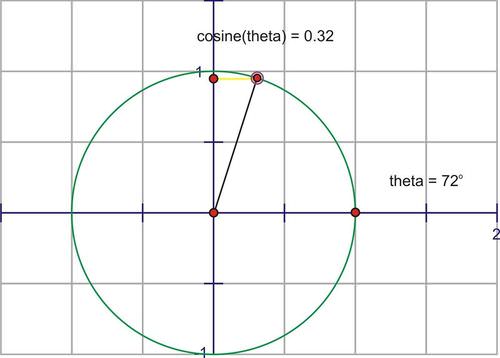 cosine(theta) = 0.32
1
theta = 72°
2
-1